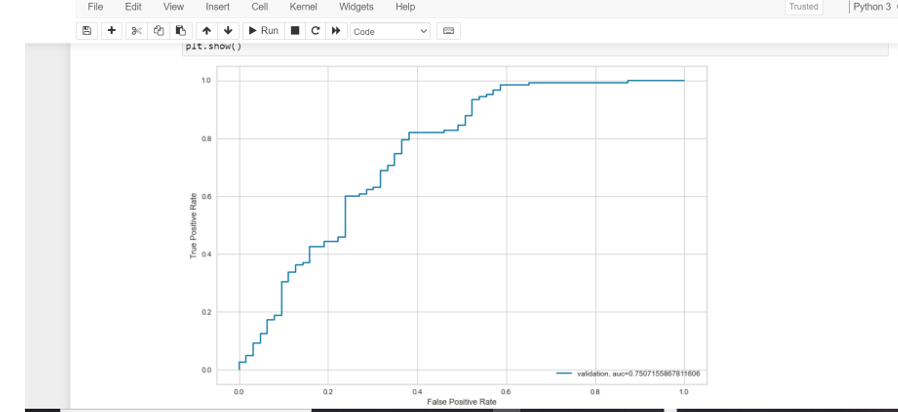 File Edit View Insert Cell Kernel Widgets Help Trusted Python 3
Run Code
plt.show()
1.0
0.8
0.6
0.4
0.2
0.0
True Positive Rate
validation, auc=0.7507155867811606
0.0 0.2 0.4 0.6 0.8 1.0
False Positive Rate